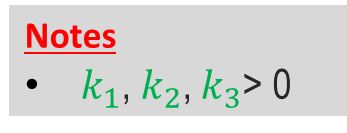 Notes
• k₁, k₂, k₃> 0